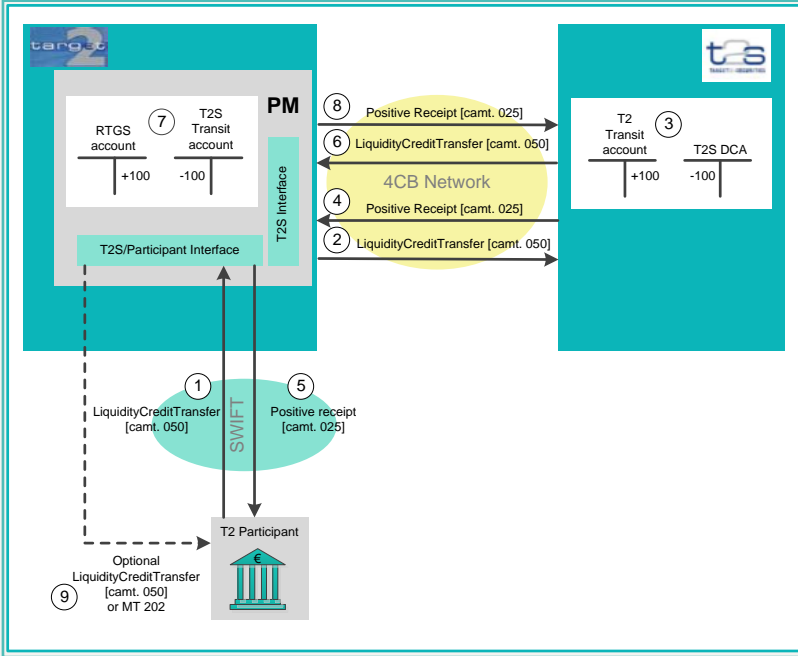 target
2
t2s
PM
7
RTGS
account
+100
T2S
Transit
account
-100
T2S Interface
T2S/Participant Interface
8
Positive Receipt [camt. 025]
6
LiquidityCreditTransfer [camt. 050]
4CB Network
4
Positive Receipt [camt. 025]
2
LiquidityCreditTransfer [camt. 050]
T2
Transit
account
3
+100
T2S DCA
-100
1
LiquidityCreditTransfer
[camt. 050]
SWIFT
5
Positive receipt
[camt. 025]
T2 Participant
€
Optional
LiquidityCreditTransfer
[camt. 050]
or MT 202
9